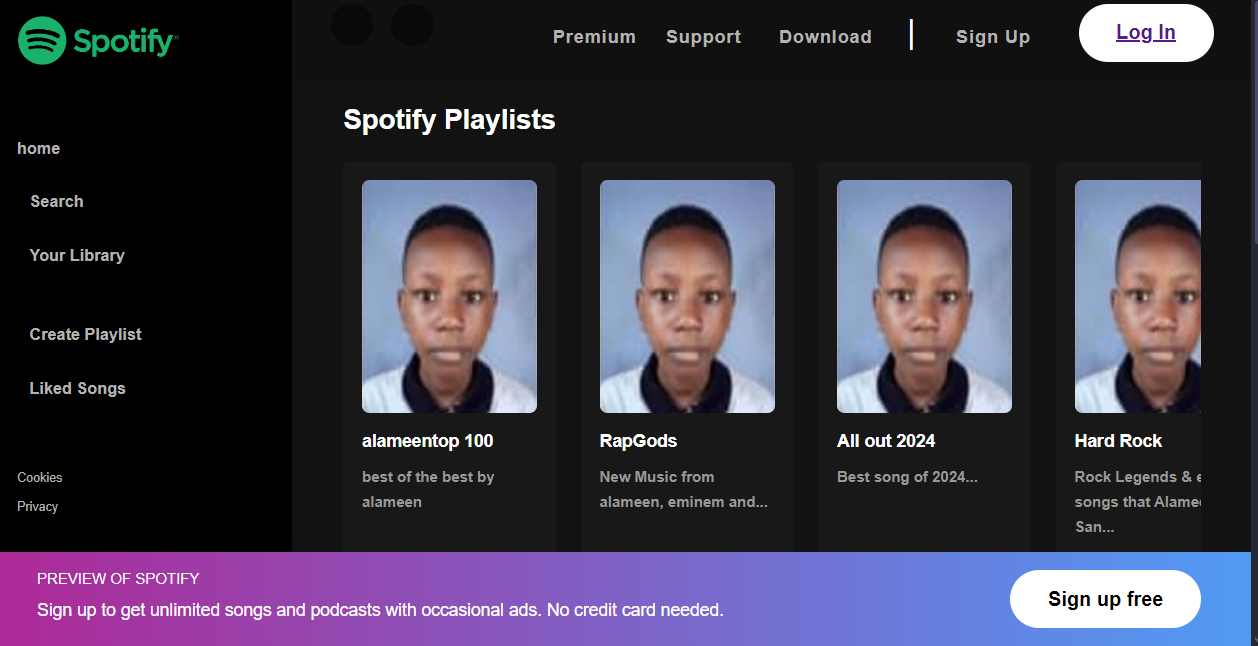 Spotify
Premium Support Download | Sign Up Log In
home
Search
Your Library
Create Playlist
Liked Songs
Cookies
Privacy
Spotify Playlists
alameentop 100
best of the best by
alameen
RapGods
New Music from
alameen, eminem and...
All out 2024
Best song of 2024...
Hard Rock
Rock Legends & e
songs that Alamee
San...
PREVIEW OF SPOTIFY
Sign up to get unlimited songs and podcasts with occasional ads. No credit card needed.
Sign up free